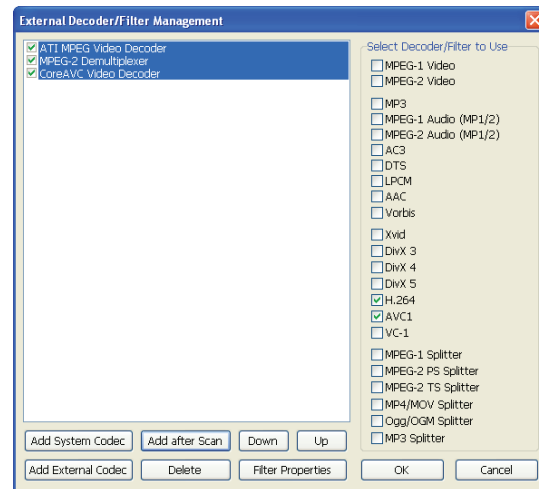 External Decoder/Filter Management
ATI MPEG Video Decoder
MPEG-2 Demultiplexer
CoreAVC Video Decoder
Select Decoder/Filter to Use
MPEG-1 Video
MPEG-2 Video
MP3
MPEG-1 Audio (MP1/2)
MPEG-2 Audio (MP1/2)
AC3
DTS
LPCM
AAC
Vorbis
Xvid
DivX 3
DivX 4
DivX 5
H.264
AVC1
VC-1
MPEG-1 Splitter
MPEG-2 PS Splitter
MPEG-2 TS Splitter
MP4/MOV Splitter
Ogg/OGM Splitter
MP3 Splitter
Add System Codec Add after Scan Down Up
Add External Codec Delete Filter Properties OK Cancel